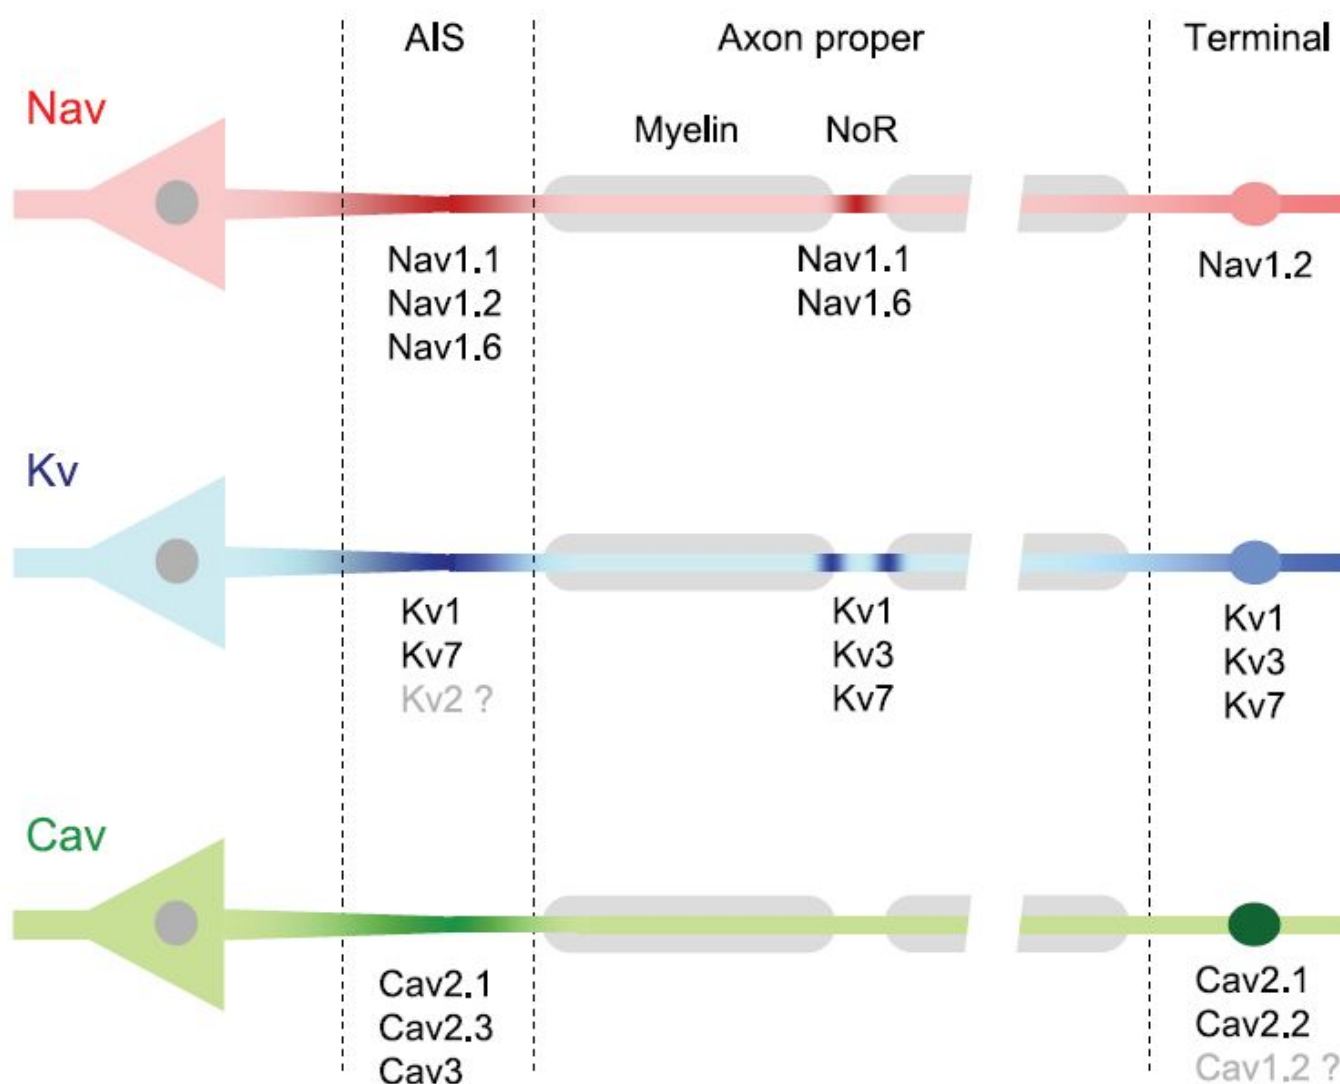 AIS
Axon proper
Terminal
Nav
Myelin
NoR
Nav1.1
Nav1.2
Nav1.6
Nav1.1
Nav1.6
Nav1.2
Kv
Kv1
Kv7
Kv2 ?
Kv1
Kv3
Kv7
Kv1
Kv3
Kv7
Cav
Cav2.1
Cav2.3
Cav3
Cav2.1
Cav2.2
Cav1.2 ?